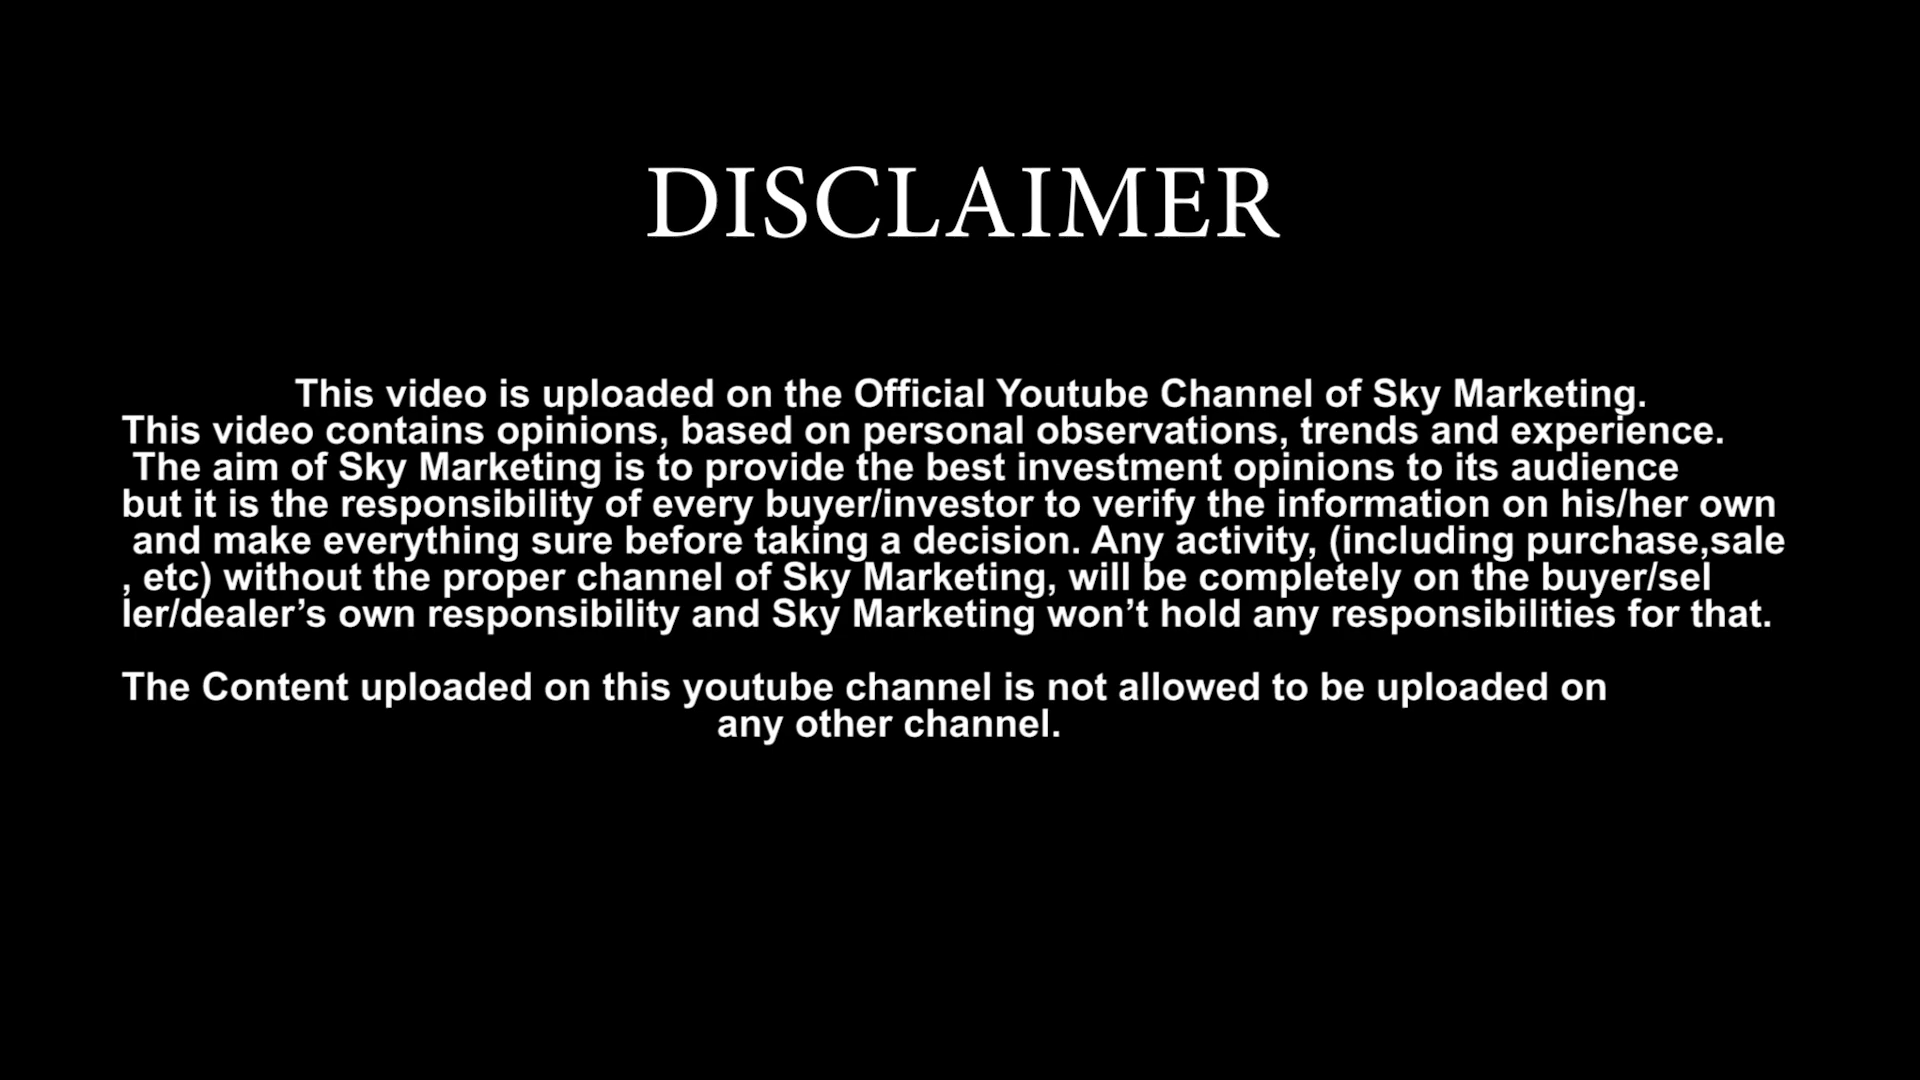 DISCLAIMER
This video is uploaded on the Official Youtube Channel of Sky Marketing.
This video contains opinions, based on personal observations, trends and experience.
The aim of Sky Marketing is to provide the best investment opinions to its audience
but it is the responsibility of every buyer/investor to verify the information on his/her own
and make everything sure before taking a decision. Any activity, (including purchase,sale
, etc) without the proper channel of Sky Marketing, will be completely on the buyer/sel
ler/dealer’s own responsibility and Sky Marketing won’t hold any responsibilities for that.
The Content uploaded on this youtube channel is not allowed to be uploaded on
any other channel.